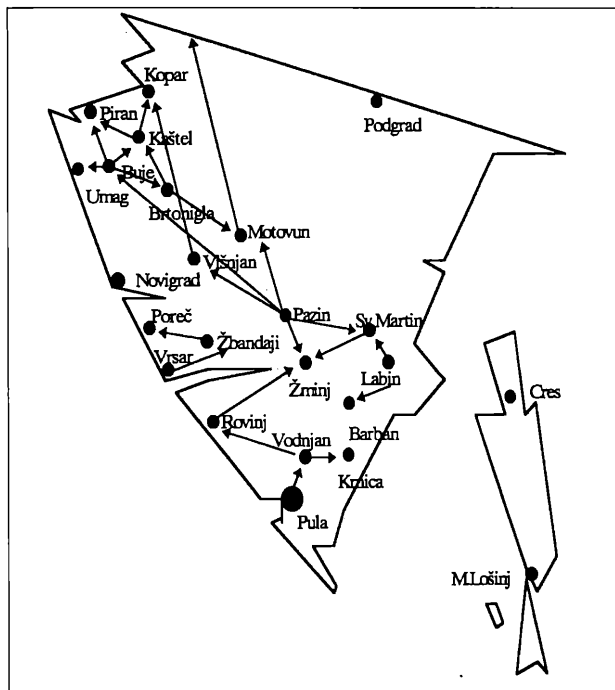 Kopar
Piran
Podgrad
Kaštel
Buje
Umag
Brtonigla
Motovun
Višnjan
Novigrad
Poreč
Pazin
Sv. Martin
Žbandaji
Vrsar
Žminj
Labin
Cres
Rovinj
Barban
Vodnjan
Krnica
Pula
M.Lošinj